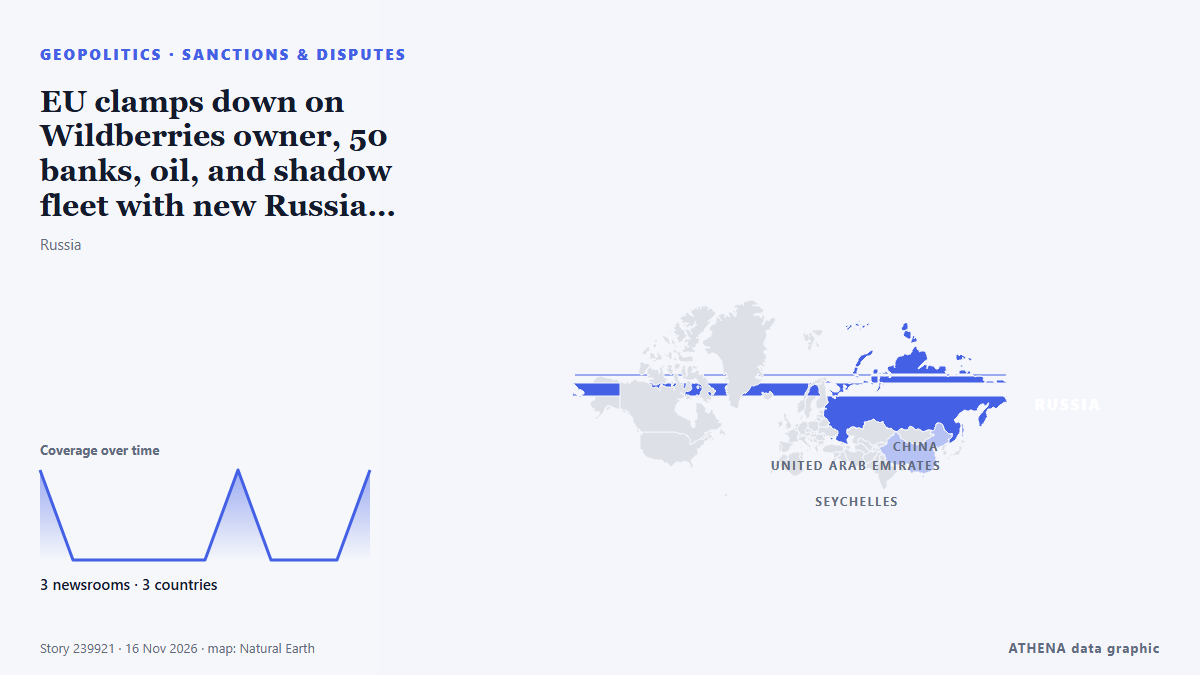 GEOPOLITICS · SANCTIONS & DISPUTES
EU clamps down on
Wildberries owner, 50
banks, oil, and shadow
fleet with new Russia…
Russia
RUSSIA
CHINA
UNITED ARAB EMIRATES
SEYCHELLES
Coverage over time
3 newsrooms · 3 countries
Story 239921 · 16 Nov 2026 · map: Natural Earth
ATHENA data graphic